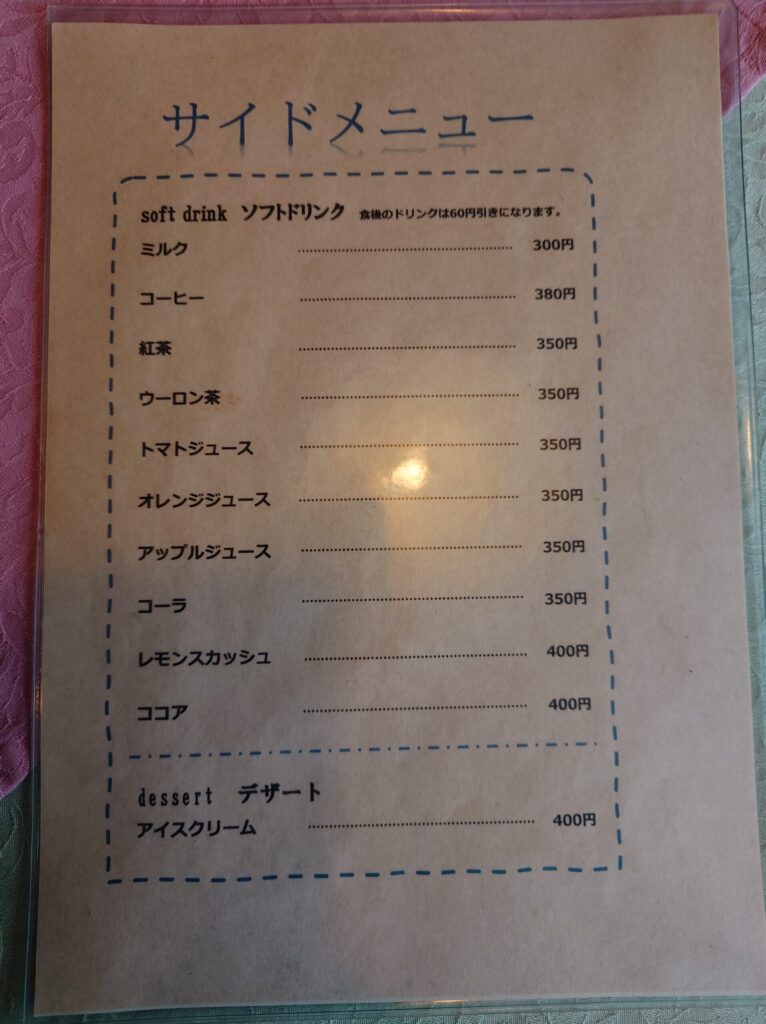 サイドメニュー
soft drink ソフトドリンク 食後のドリンクは60円引きになります。
ミルク 300円
コーヒー 380円
紅茶 350円
ウーロン茶 350円
トマトジュース 350円
オレンジジュース 350円
アップルジュース 350円
コーラ 350円
レモンスカッシュ 400円
ココア 400円
dessert デザート
アイスクリーム 400円